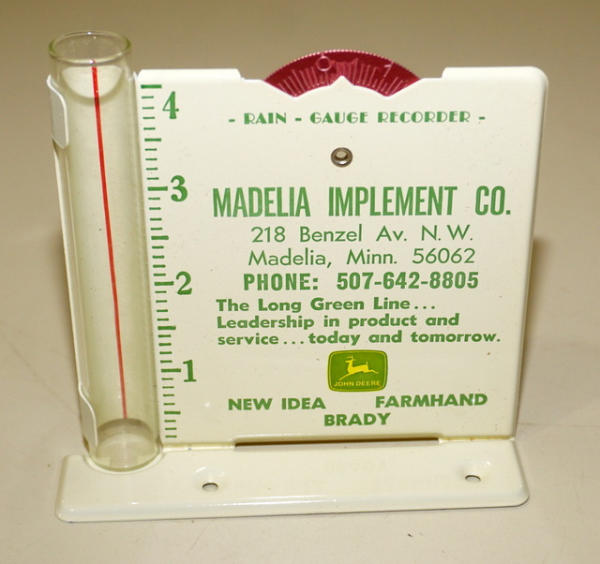 0 1
- RAIN - GAUGE RECORDER -
4
3
2
1
MADELIA IMPLEMENT CO.
218 Benzel Av. N.W.
Madelia, Minn. 56062
PHONE: 507-642-8805
The Long Green Line...
Leadership in product and
service...today and tomorrow.
JOHN DEERE
NEW IDEA FARMHAND
BRADY